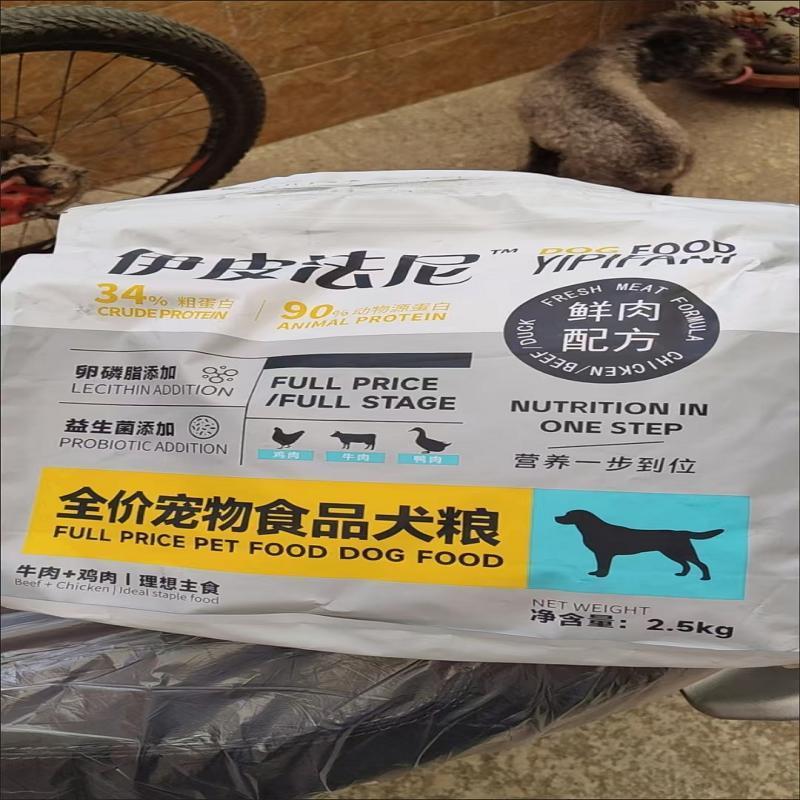 伊皮法尼™
DOG FOOD
YIPIFANI
34% 粗蛋白
CRUDE PROTEIN
90% 动物源蛋白
ANIMAL PROTEIN
FRESH MEAT FORMULA
鲜肉
配方
CHICKEN/BEEF/DUCK
卵磷脂添加
LECITHIN ADDITION
益生菌添加
PROBIOTIC ADDITION
FULL PRICE
/FULL STAGE
鸡肉 牛肉 鸭肉
NUTRITION IN
ONE STEP
营养一步到位
全价宠物食品犬粮
FULL PRICE PET FOOD DOG FOOD
牛肉+鸡肉 | 理想主食
Beef + Chicken | Ideal staple food
NET WEIGHT
净含量：2.5kg